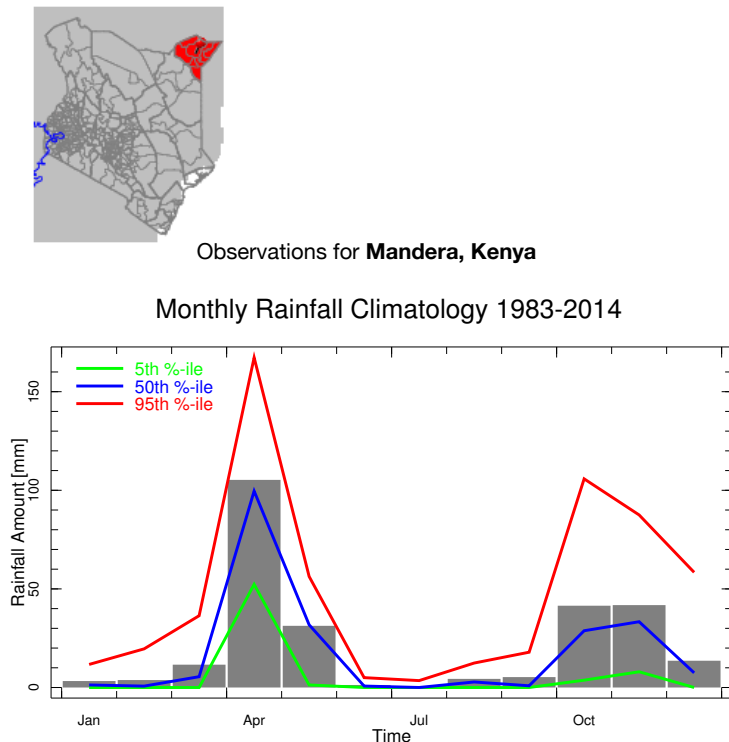 Observations for Mandera, Kenya
Monthly Rainfall Climatology 1983-2014
5th %-ile
50th %-ile
95th %-ile
Rainfall Amount [mm]
150
100
50
0
Jan Apr Jul Oct
Time